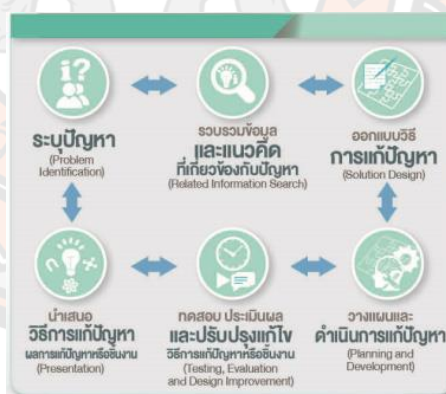 i?
ระบุปัญหา
(Problem
Identification)
รวบรวมข้อมูล
และแนวคิด
ที่เกี่ยวข้องกับปัญหา
(Related Information Search)
ออกแบบวิธี
การแก้ปัญหา
(Solution Design)
นำเสนอ
วิธีการแก้ปัญหา
ผลการแก้ปัญหาหรือชิ้นงาน
(Presentation)
ทดสอบ ประเมินผล
และปรับปรุงแก้ไข
วิธีการแก้ปัญหาหรือชิ้นงาน
(Testing, Evaluation
and Design Improvement)
วางแผนและ
ดำเนินการแก้ปัญหา
(Planning and
Development)